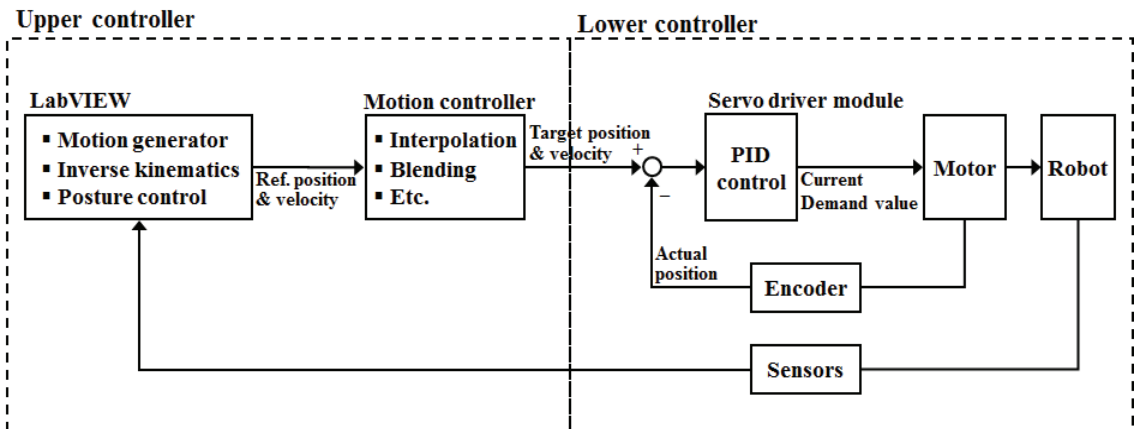 Upper controller
Lower controller
LabVIEW
▪ Motion generator
▪ Inverse kinematics
▪ Posture control
Ref. position
& velocity
Motion controller
▪ Interpolation
▪ Blending
▪ Etc.
Target position
& velocity
+
−
Servo driver module
PID
control
Current
Demand value
Motor
Robot
Actual
position
Encoder
Sensors